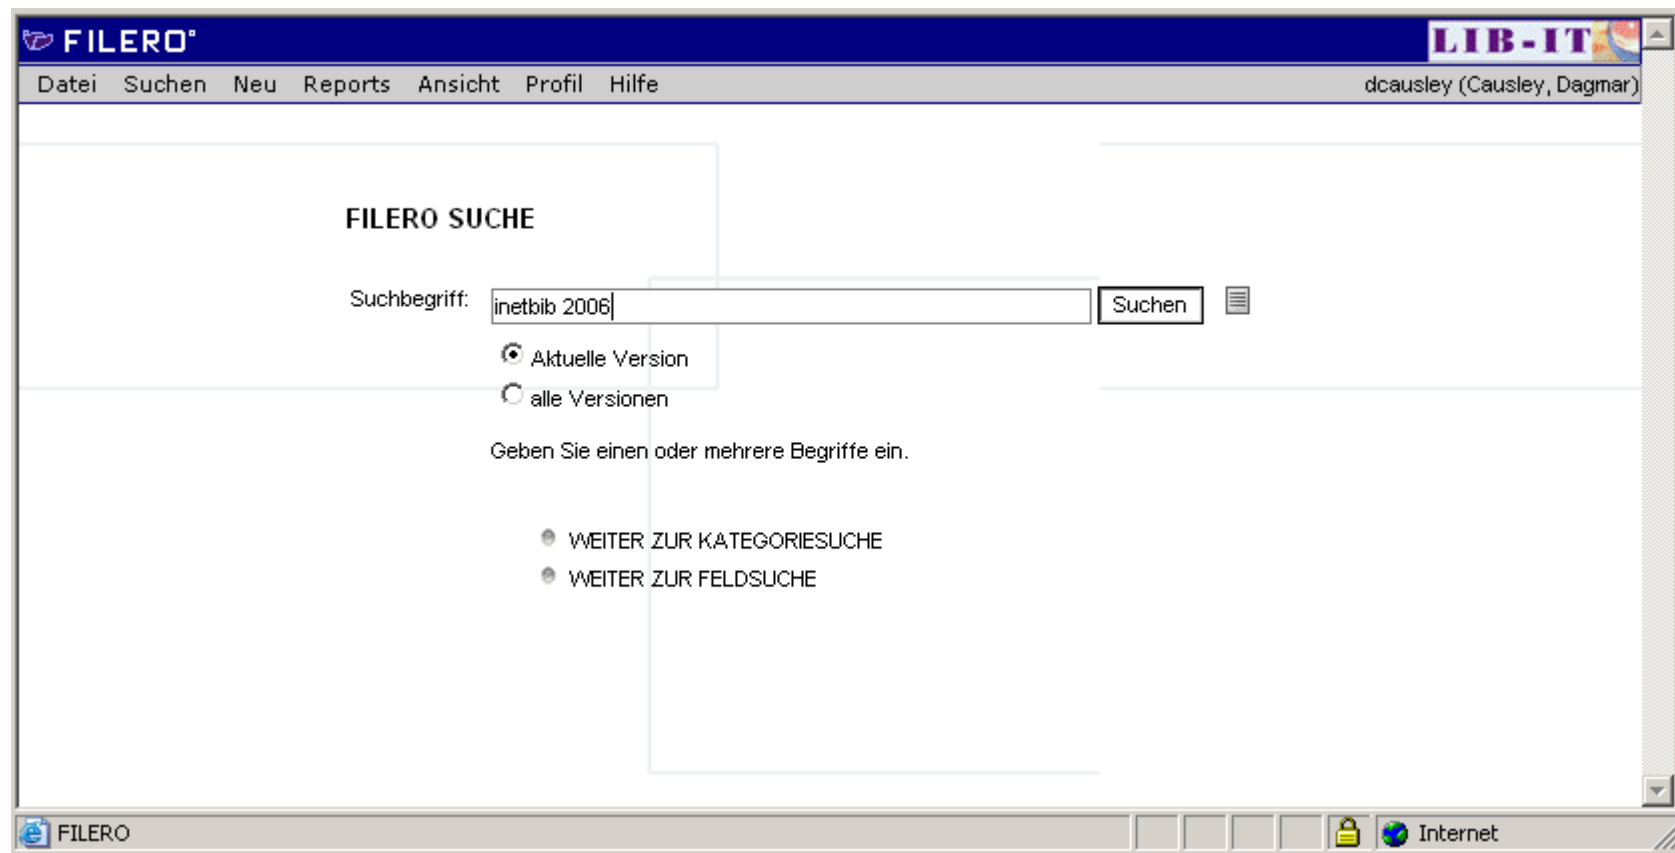 FILERO°
LIB-IT
Datei Suchen Neu Reports Ansicht Profil Hilfe
dcausley (Causley, Dagmar)
FILERO SUCHE
Suchbegriff: inetbib 2006 Suchen
Aktuelle Version
alle Versionen
Geben Sie einen oder mehrere Begriffe ein.
WEITER ZUR KATEGORIESUCHE
WEITER ZUR FELDSUCHE
FILERO
Internet